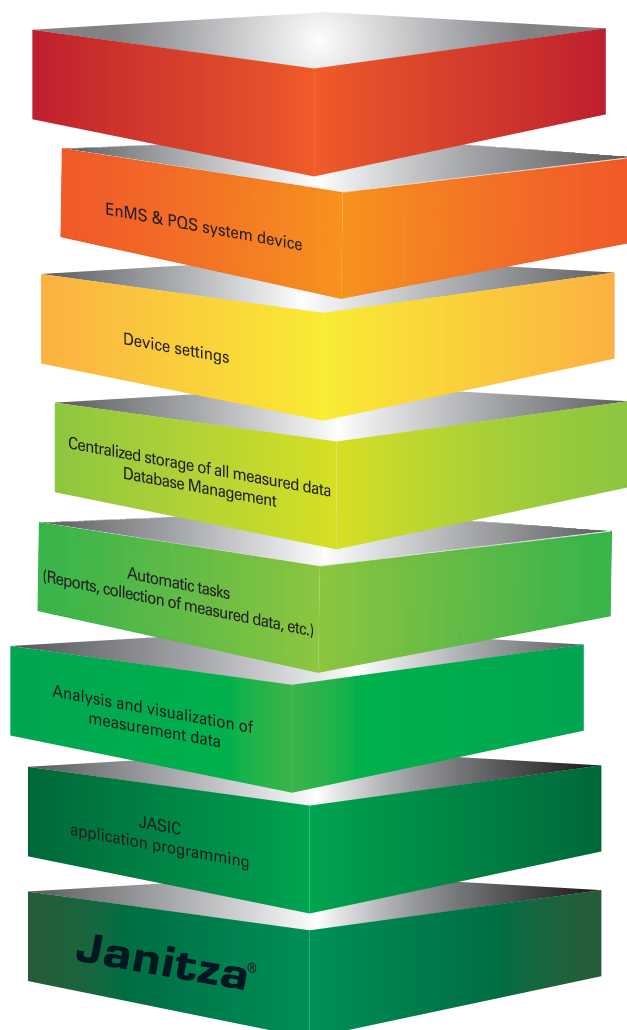 EnMS & PQS system device
Device settings
Centralized storage of all measured data
Database Management
Automatic tasks
(Reports, collection of measured data, etc.)
Analysis and visualization of
measurement data
JASIC
application programming
Janitza®